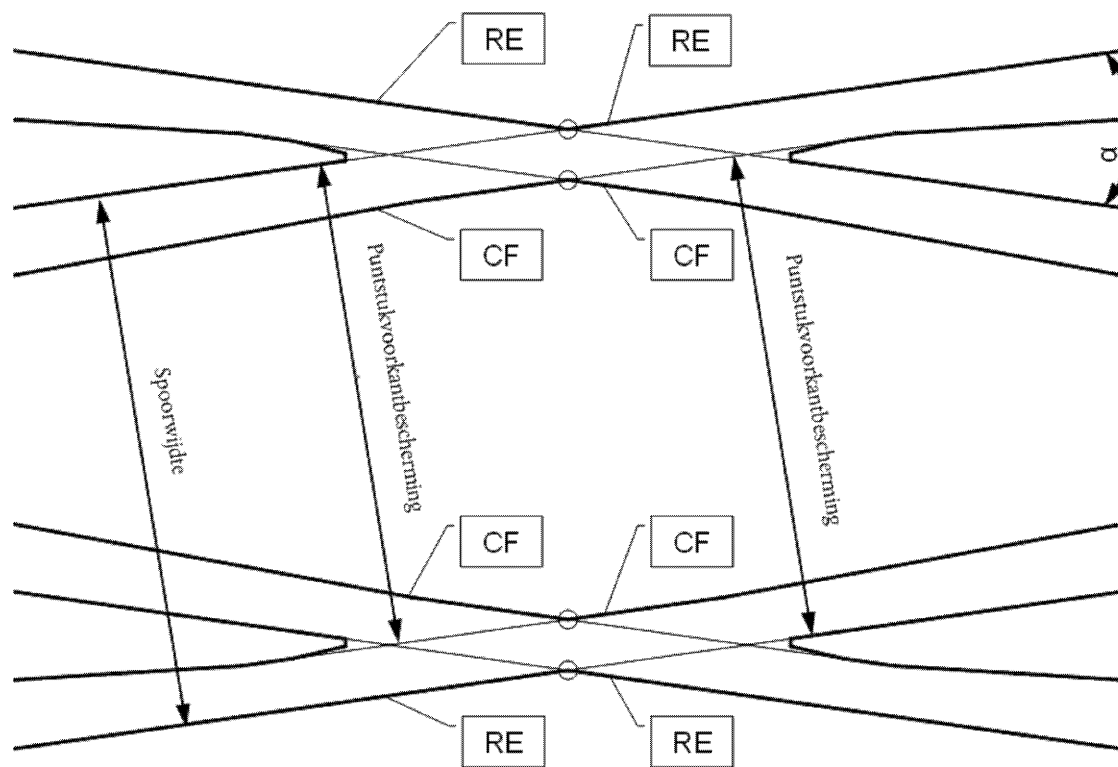 RE
RE
α
CF
CF
Puntstukvoorkantbescherming
Puntstukvoorkantbescherming
Spoorwijdte
CF
CF
RE
RE